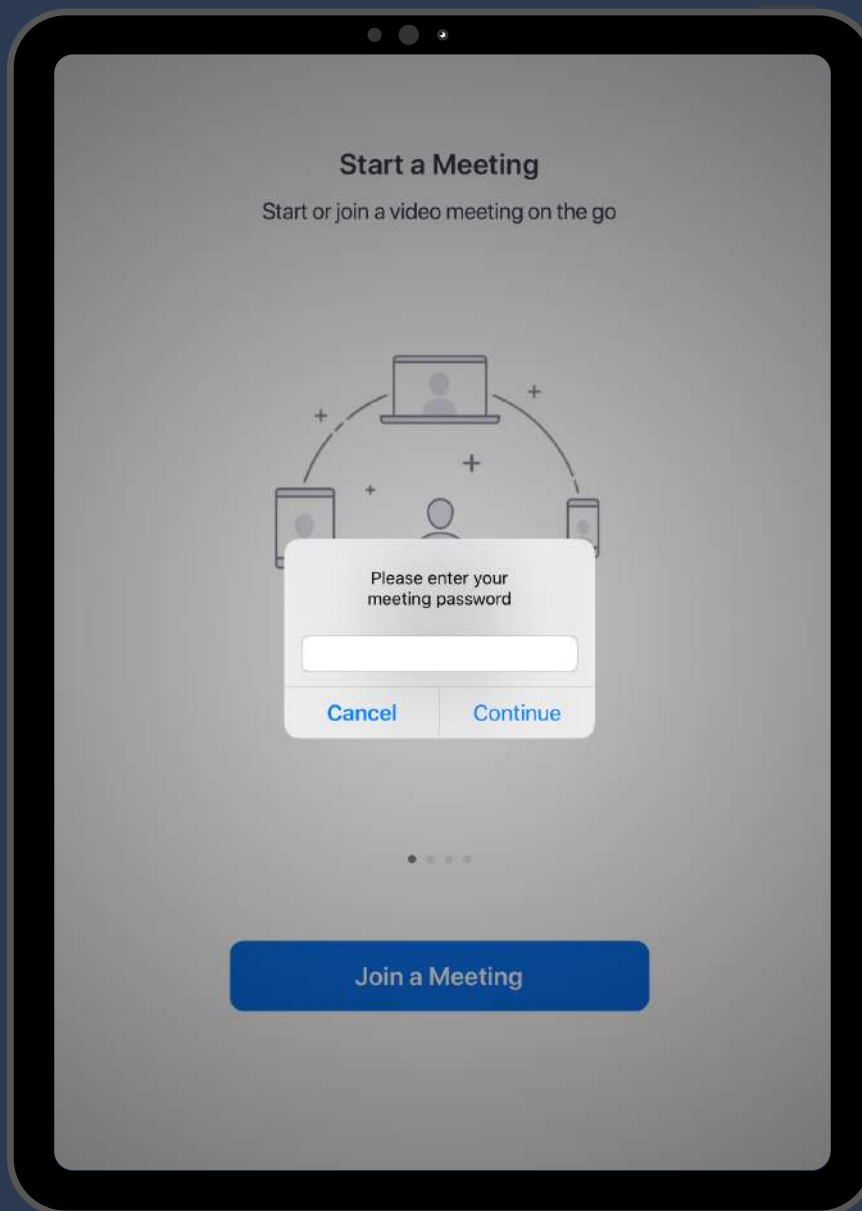 Start a Meeting
Start or join a video meeting on the go
Please enter your
meeting password
Cancel
Continue
Join a Meeting